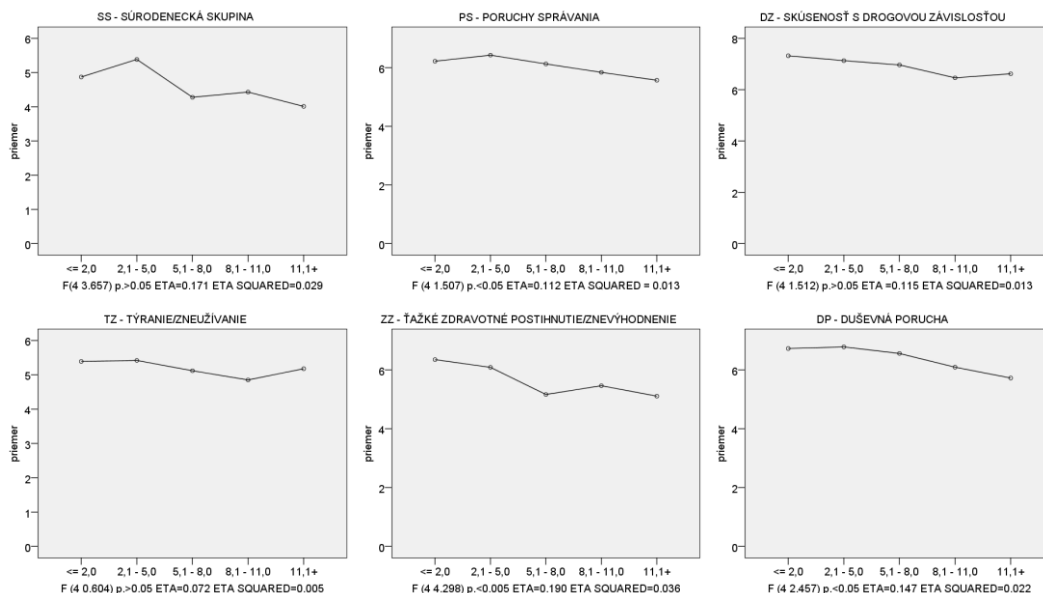 SS - SÚRODENECKÁ SKUPINA
6
5
4
3
2
1
0
priemer
<= 2,0 2,1 - 5,0 5,1 - 8,0 8,1 - 11,0 11,1+
F(4 3.657) p.>0.05 ETA=0.171 ETA SQUARED=0.029
PS - PORUCHY SPRÁVANIA
6
4
2
0
priemer
<= 2,0 2,1 - 5,0 5,1 - 8,0 8,1 - 11,0 11,1+
F(4 1.507) p.<0.05 ETA=0.112 ETA SQUARED = 0.013
DZ - SKÚSENOSŤ S DROGOVOU ZÁVISLOSŤOU
8
6
4
2
0
priemer
<= 2,0 2,1 - 5,0 5,1 - 8,0 8,1 - 11,0 11,1+
F (4 1.512) p.>0.05 ETA =0.115 ETA SQUARED=0.013
TZ - TÝRANIE/ZNEUŽÍVANIE
6
5
4
3
2
1
0
priemer
<= 2,0 2,1 - 5,0 5,1 - 8,0 8,1 - 11,0 11,1+
F (4 0.604) p.>0.05 ETA=0.072 ETA SQUARED=0.005
ZZ - ŤAŽKÉ ZDRAVOTNÉ POSTIHNUTIE/ZNEVÝHODNENIE
6
4
2
0
priemer
<= 2,0 2,1 - 5,0 5,1 - 8,0 8,1 - 11,0 11,1+
F (4 4.298) p.<0.005 ETA=0.190 ETA SQUARED=0.036
DP - DUŠEVNÁ PORUCHA
6
4
2
0
priemer
<= 2,0 2,1 - 5,0 5,1 - 8,0 8,1 - 11,0 11,1+
F (4 2.457) p.<0.05 ETA=0.147 ETA SQUARED=0.022